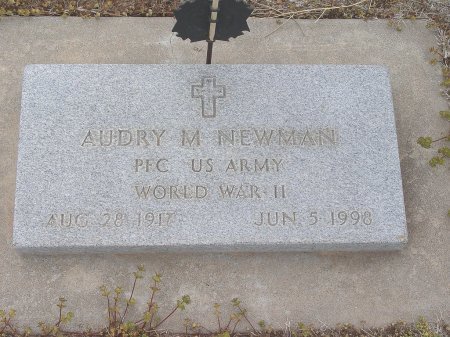 AUDRY M NEWMAN
PFC US ARMY
WORLD WAR II
AUG 28 1917 JUN 5 1998